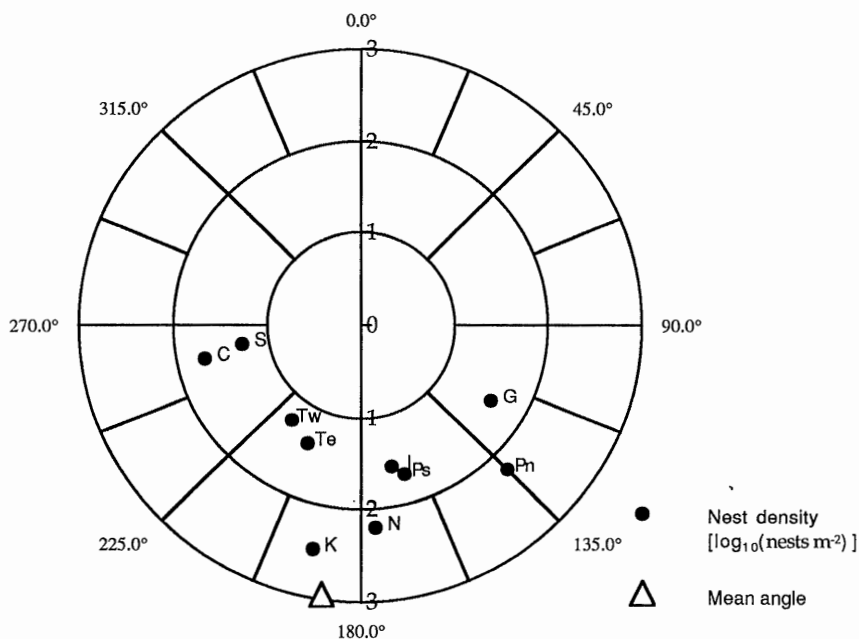 0.0°
3
315.0°
45.0°
2
1
270.0°
0
90.0°
S
C
G
1
Tw
Te
I
Ps
Pn
2
N
K
225.0°
135.0°
3
180.0°
Nest density
[log10(nests m-2)]
Mean angle